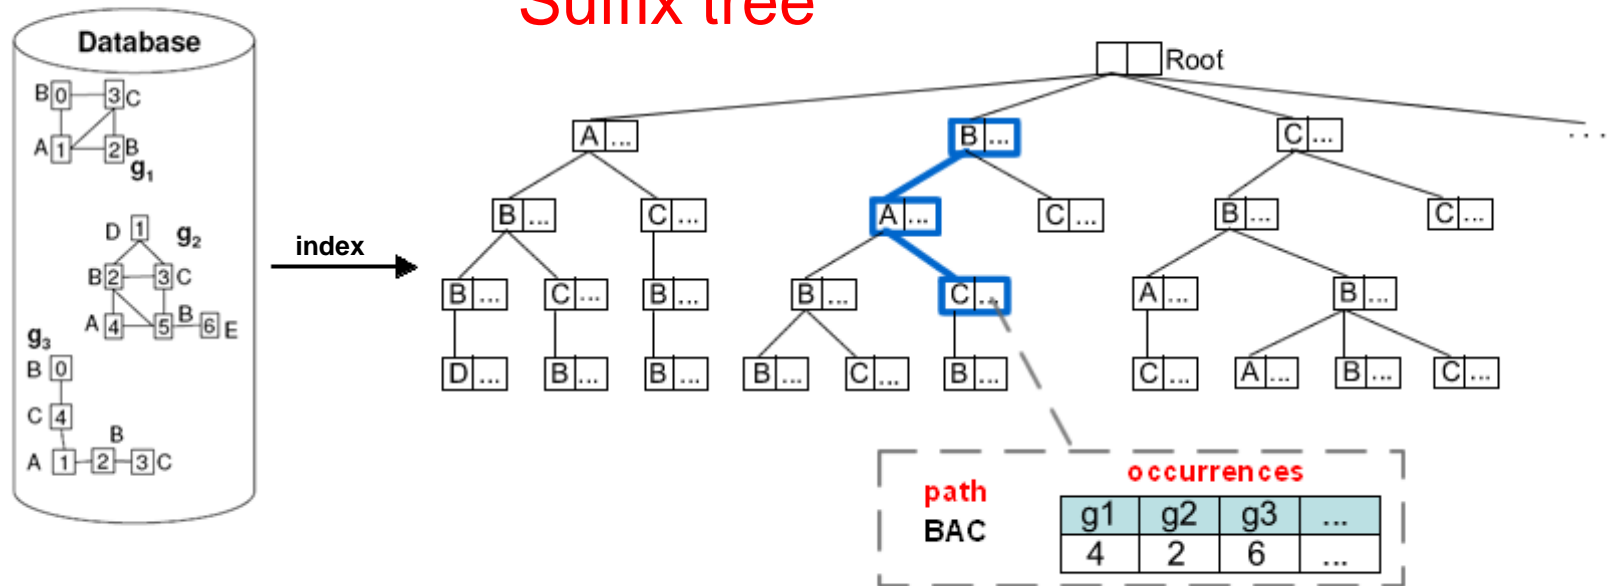 Suffix tree
Database
B 0 3 C
A 1 2 B
g1
D 1 g2
B 2 3 C
A 4 5 B 6 E
g3
B 0
C 4
B
A 1 2 3 C
index
Root
A ... B ... C ... ...
B ... C ... A ... C ... B ... C ...
B ... C ... B ... B ... C ... A ... B ...
D ... B ... B ... B ... C ... B ... C ... A ... B ... C ...
occurrences
path
BAC
g1 g2 g3 ...
4 2 6 ...